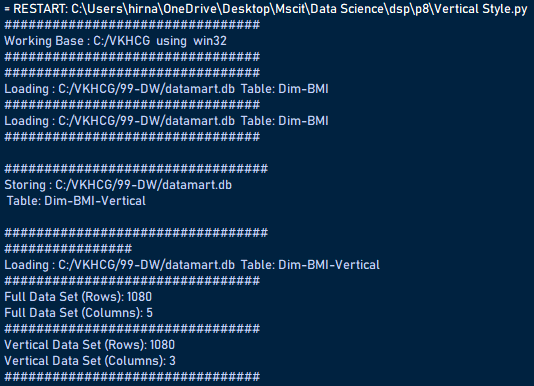 = RESTART: C:\Users\hirna\OneDrive\Desktop\Mscit\Data Science\dsp\p8\Vertical Style.py
################################
Working Base : C:/VKHCG  using  win32
################################
################################
Loading : C:/VKHCG/99-DW/datamart.db  Table: Dim-BMI
################################
Loading : C:/VKHCG/99-DW/datamart.db  Table: Dim-BMI
################################

#################################
Storing : C:/VKHCG/99-DW/datamart.db
 Table: Dim-BMI-Vertical

#################################
################
Loading : C:/VKHCG/99-DW/datamart.db  Table: Dim-BMI-Vertical
################################
Full Data Set (Rows): 1080
Full Data Set (Columns): 5
################################
Vertical Data Set (Rows): 1080
Vertical Data Set (Columns): 3
################################